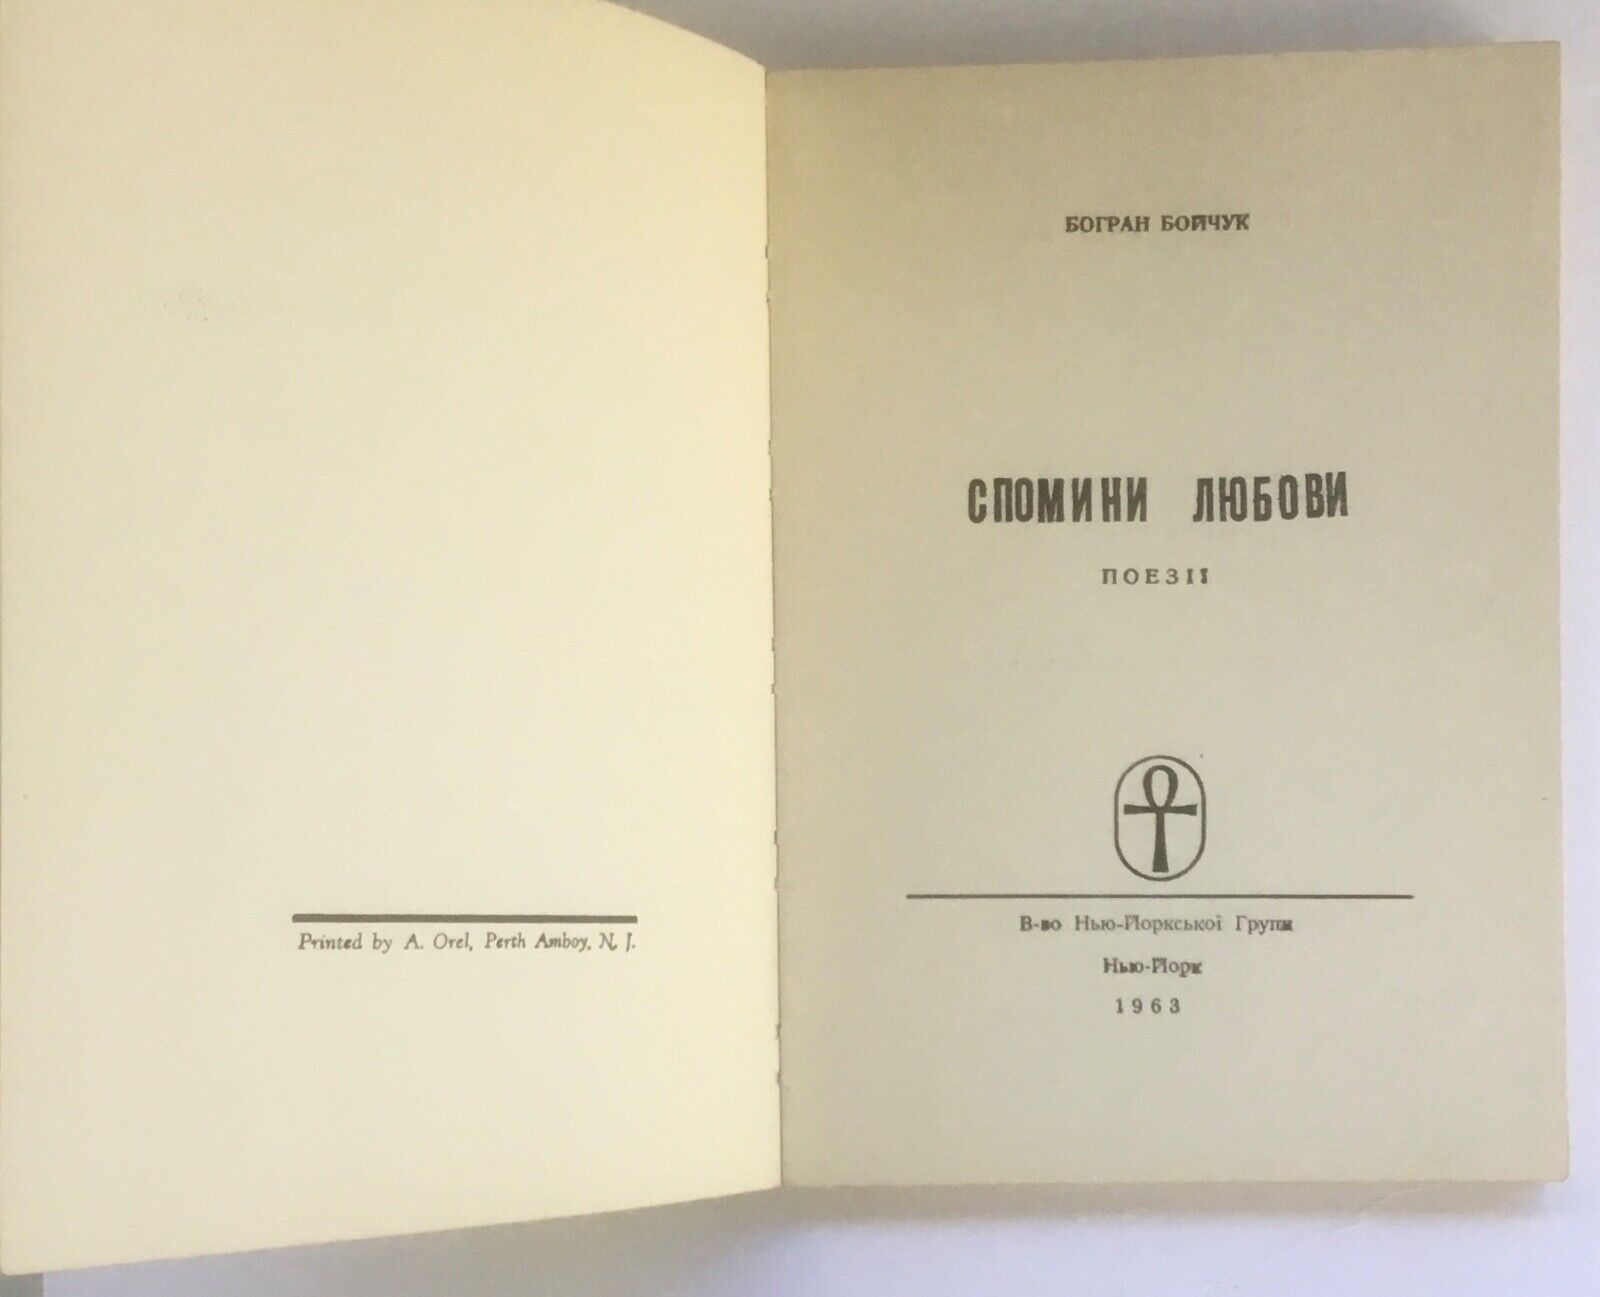 Printed by A. Orel, Perth Amboy, N. J.
БОГРАН БОЙЧУК
СПОМИНИ ЛЮБОВИ
ПОЕЗІЇ
В-во Нью-Йоркської Групи
Нью-Йорк
1963